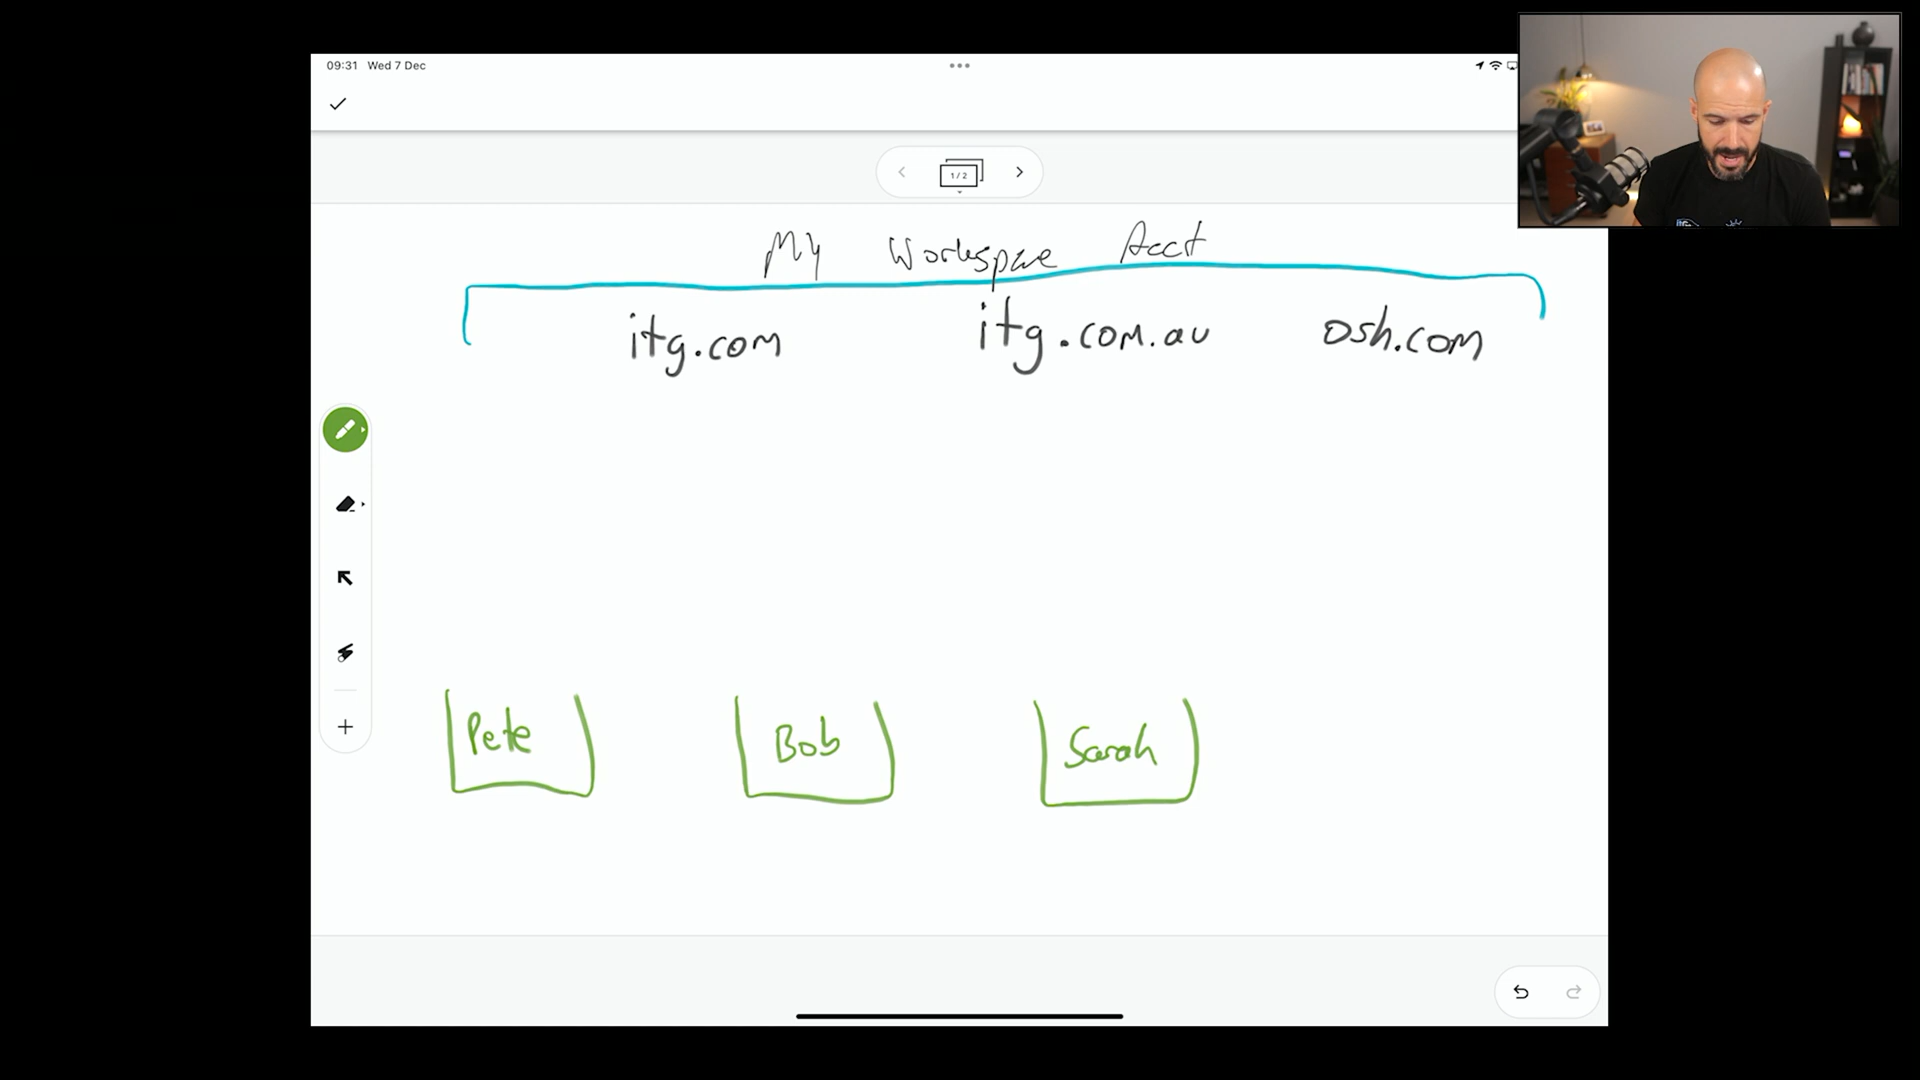 09:31 Wed 7 Dec
1/2
My Workspace Acct
itg.com itg.com.au osh.com
Pete Bob Sarah